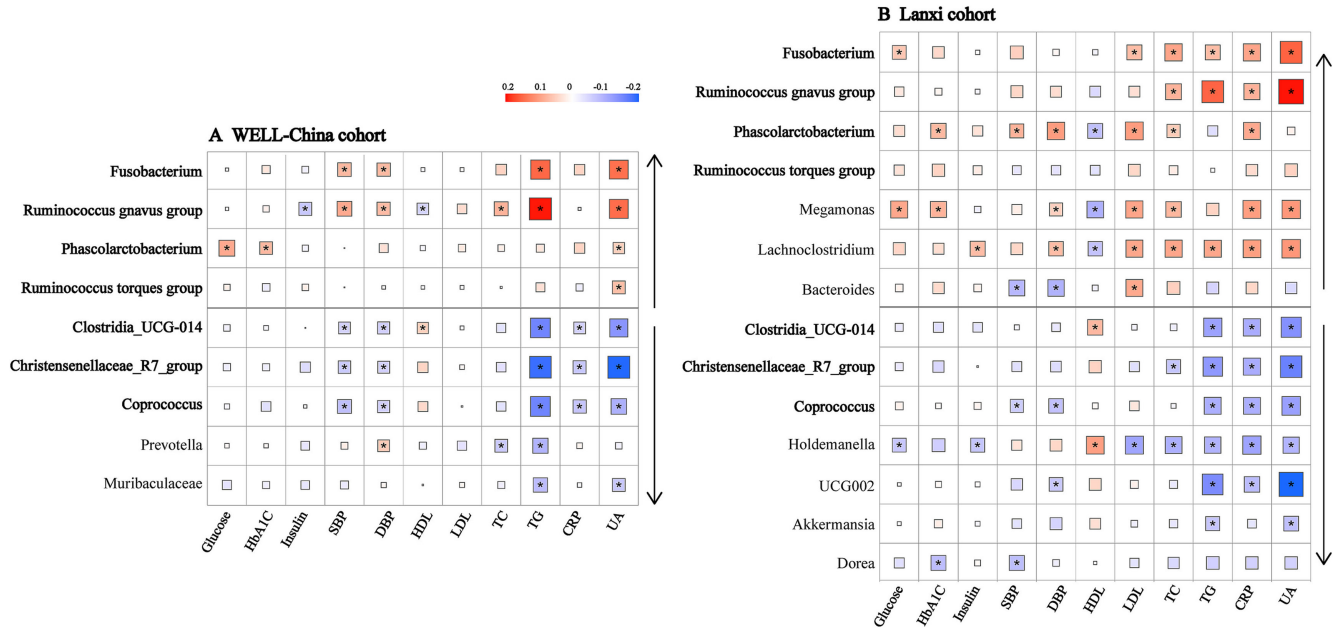 B Lanxi cohort
Fusobacterium
Ruminococcus gnavus group
Phascolarctobacterium
Ruminococcus torques group
Megamonas
Lachnoclostridium
Bacteroides
Clostridia_UCG-014
Christensenellaceae_R7_group
Coprococcus
Holdemanella
UCG002
Akkermansia
Dorea
Glucose HbA1C Insulin SBP DBP HDL LDL TC TG CRP UA
0.2 0.1 0 -0.1 -0.2
A WELL-China cohort
Fusobacterium
Ruminococcus gnavus group
Phascolarctobacterium
Ruminococcus torques group
Clostridia_UCG-014
Christensenellaceae_R7_group
Coprococcus
Prevotella
Muribaculaceae
Glucose HbA1C Insulin SBP DBP HDL LDL TC TG CRP UA